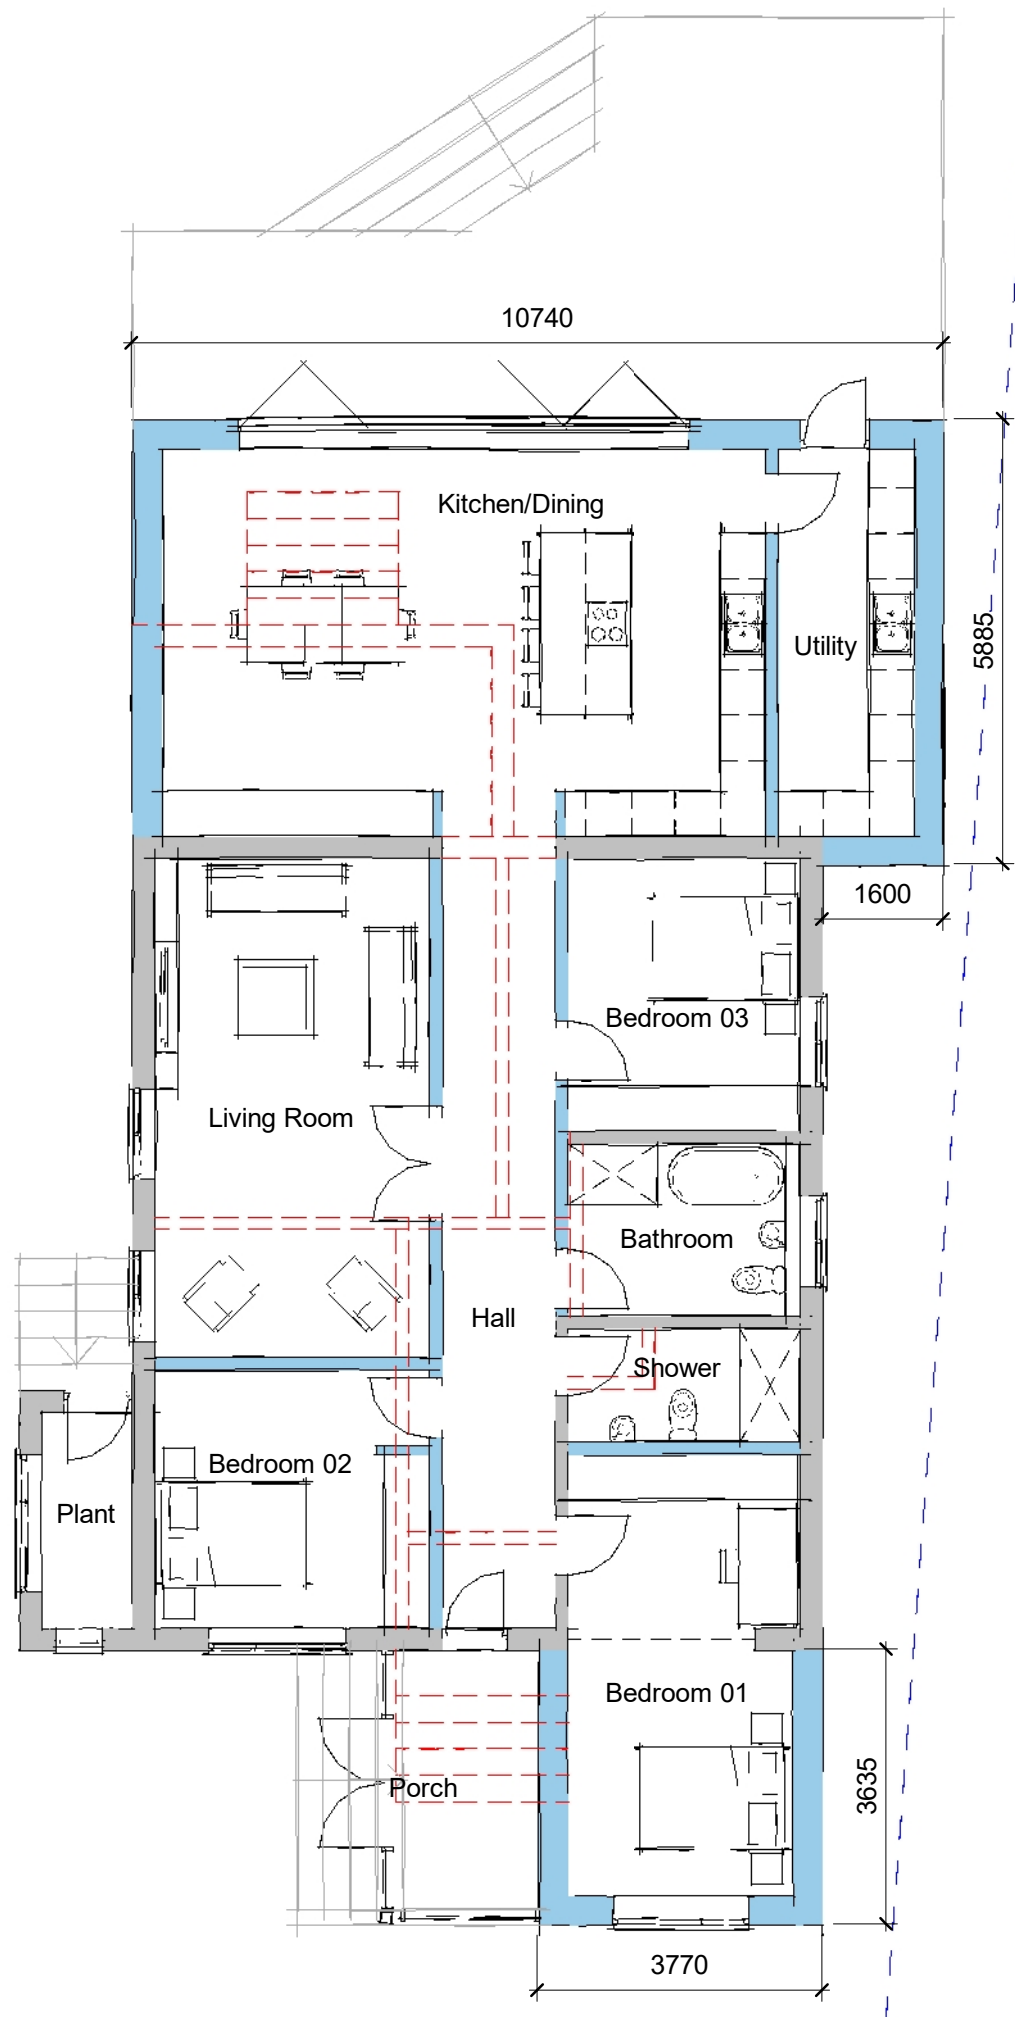 10740
Kitchen/Dining
Utility
5885
1600
Bedroom 03
Living Room
Bathroom
Hall
Shower
Bedroom 02
Plant
Bedroom 01
Porch
3635
3770